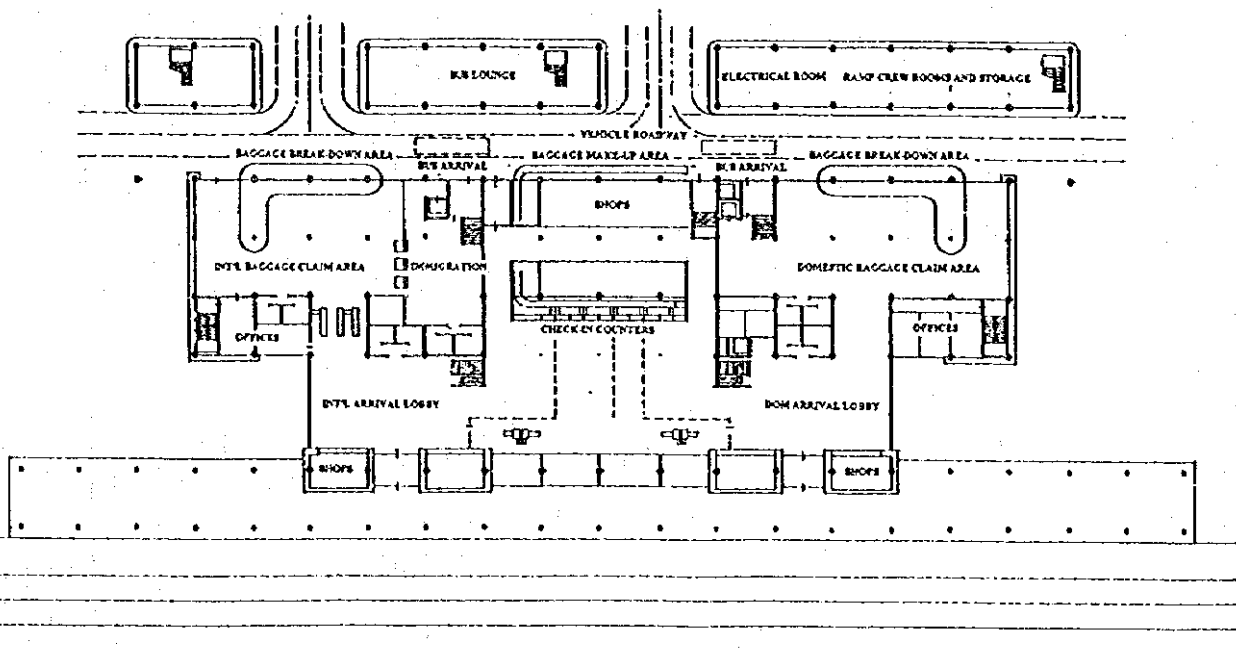 BUS LOUNGE
ELECTRICAL ROOM
RAMP CREW ROOMS AND STORAGE
VEHICLE ROADWAY
BAGGAGE BREAK-DOWN AREA
BAGGAGE MAKE-UP AREA
BAGGAGE BREAK-DOWN AREA
BUS ARRIVAL
BUS ARRIVAL
SHOPS
INT'L BAGGAGE CLAIM AREA
IMMIGRATION
DOMESTIC BAGGAGE CLAIM AREA
OFFICES
CHECK-IN COUNTERS
OFFICES
INT'L ARRIVAL LOBBY
DOM ARRIVAL LOBBY
SHOPS
SHOPS